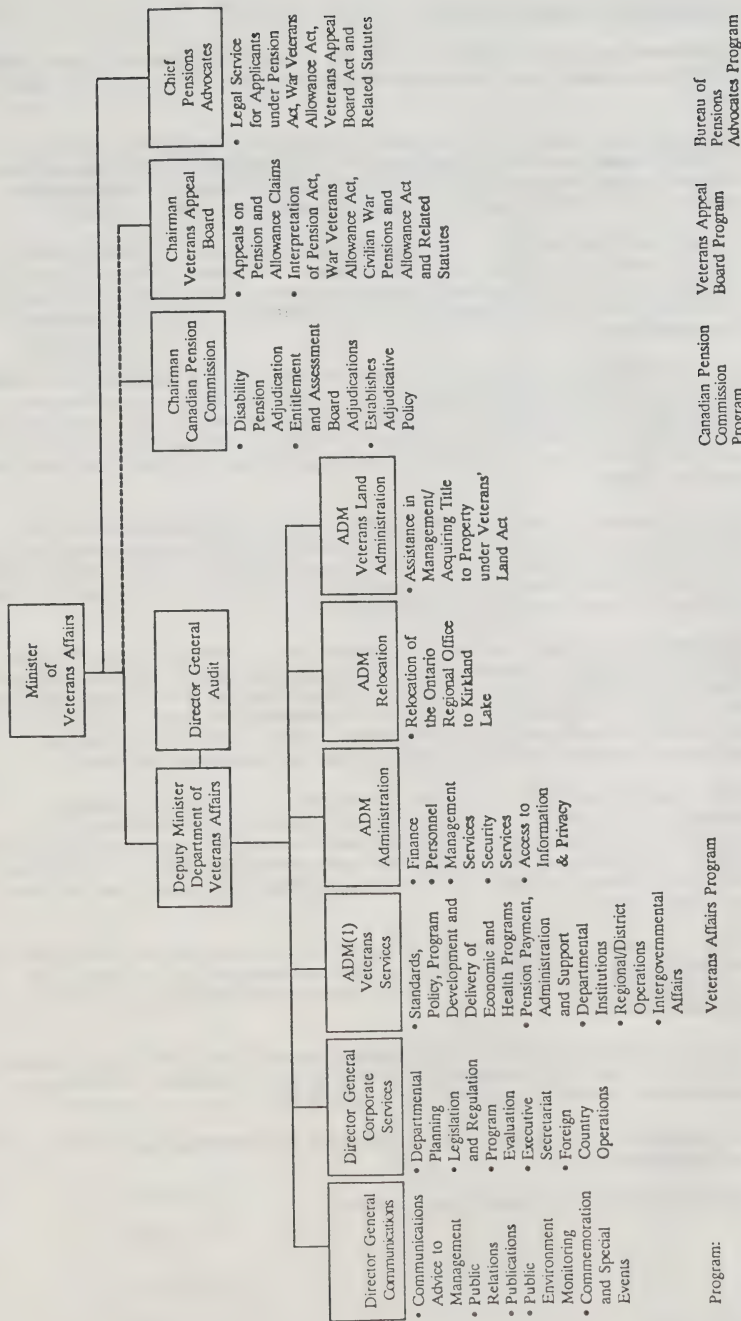 Minister
of
Veterans Affairs
Deputy Minister
Department of
Veterans Affairs
Director General
Audit
Chairman
Canadian Pension
Commission
• Disability
Pension
Adjudication
• Entitlement
and Assessment
Board
Adjudications
• Establishes
Adjudicative
Policy
Chairman
Veterans Appeal
Board
• Appeals on
Pension and
Allowance Claims
• Interpretation
of Pension Act,
War Veterans
Allowance Act,
Civilian War
Pensions and
Allowance Act
and Related
Statutes
Chief
Pensions
Advocates
• Legal Service
for Applicants
under Pension
Act, War Veterans
Allowance Act,
Veterans Appeal
Board Act and
Related Statutes
Director General
Communications
• Communications
Advice to
Management
• Public
Relations
• Publications
• Public
Environment
Monitoring
• Commemoration
and Special
Events
Director General
Corporate
Services
• Departmental
Planning
• Legislation
and Regulation
• Program
Evaluation
• Executive
Secretariat
• Foreign
Country
Operations
ADM(1)
Veterans
Services
• Standards,
Policy, Program
Development and
Delivery of
Economic and
Health Programs
• Pension Payment,
Administration
and Support
• Departmental
Institutions
• Regional/District
Operations
• Intergovernmental
Affairs
ADM
Administration
• Finance
• Personnel
• Management
Services
• Security
Services
• Access to
Information
& Privacy
ADM
Relocation
• Relocation of
the Ontario
Regional Office
to Kirkland
Lake
ADM
Veterans Land
Administration
• Assistance in
Management/
Acquiring Title
to Property
under Veterans'
Land Act
Program:
Veterans Affairs Program
Canadian Pension
Commission
Program
Veterans Appeal
Board Program
Bureau of
Pensions
Advocates Program